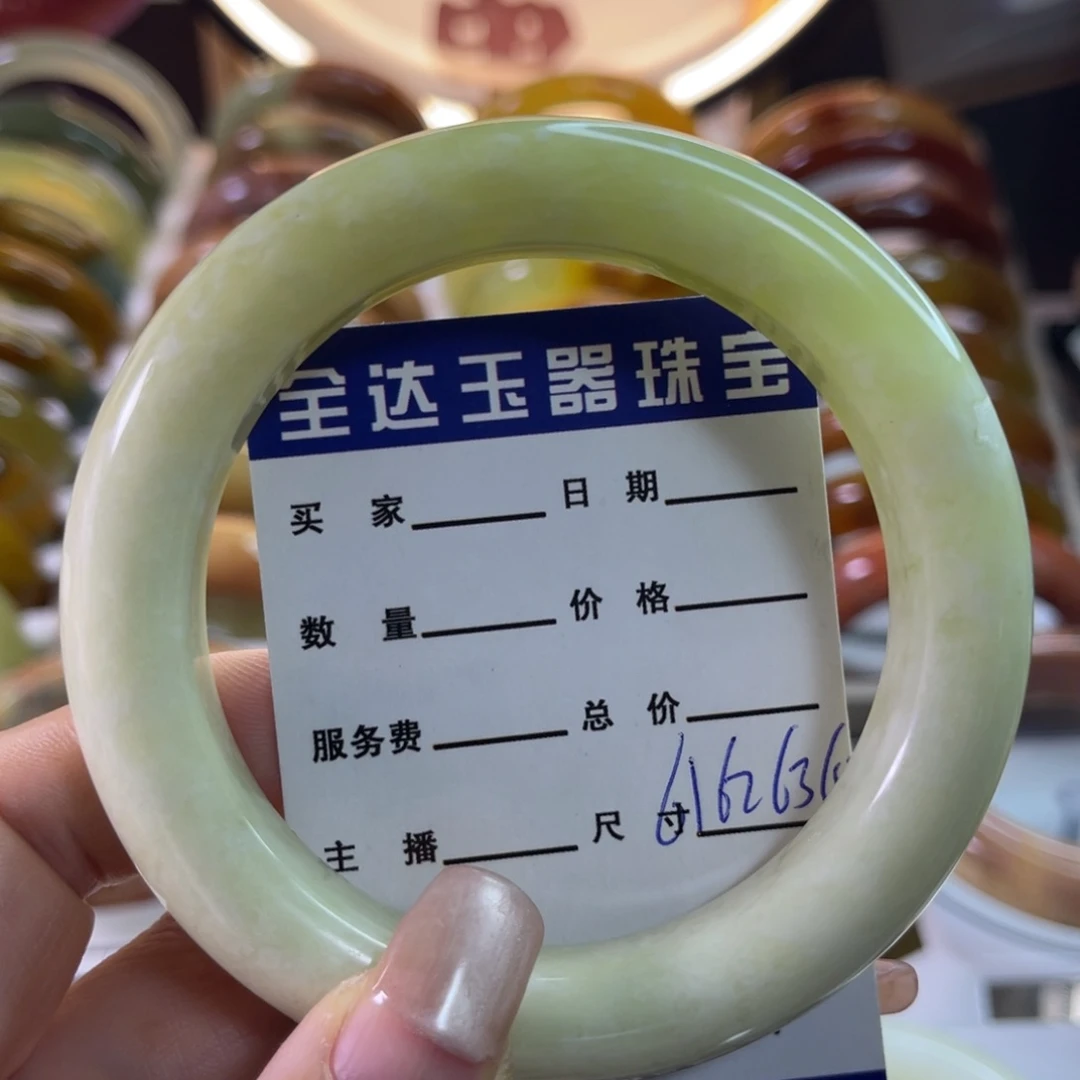 全达玉器珠宝
买 家 日 期
数 量 价 格
服务费 总 价
主 播 尺 寸 616263